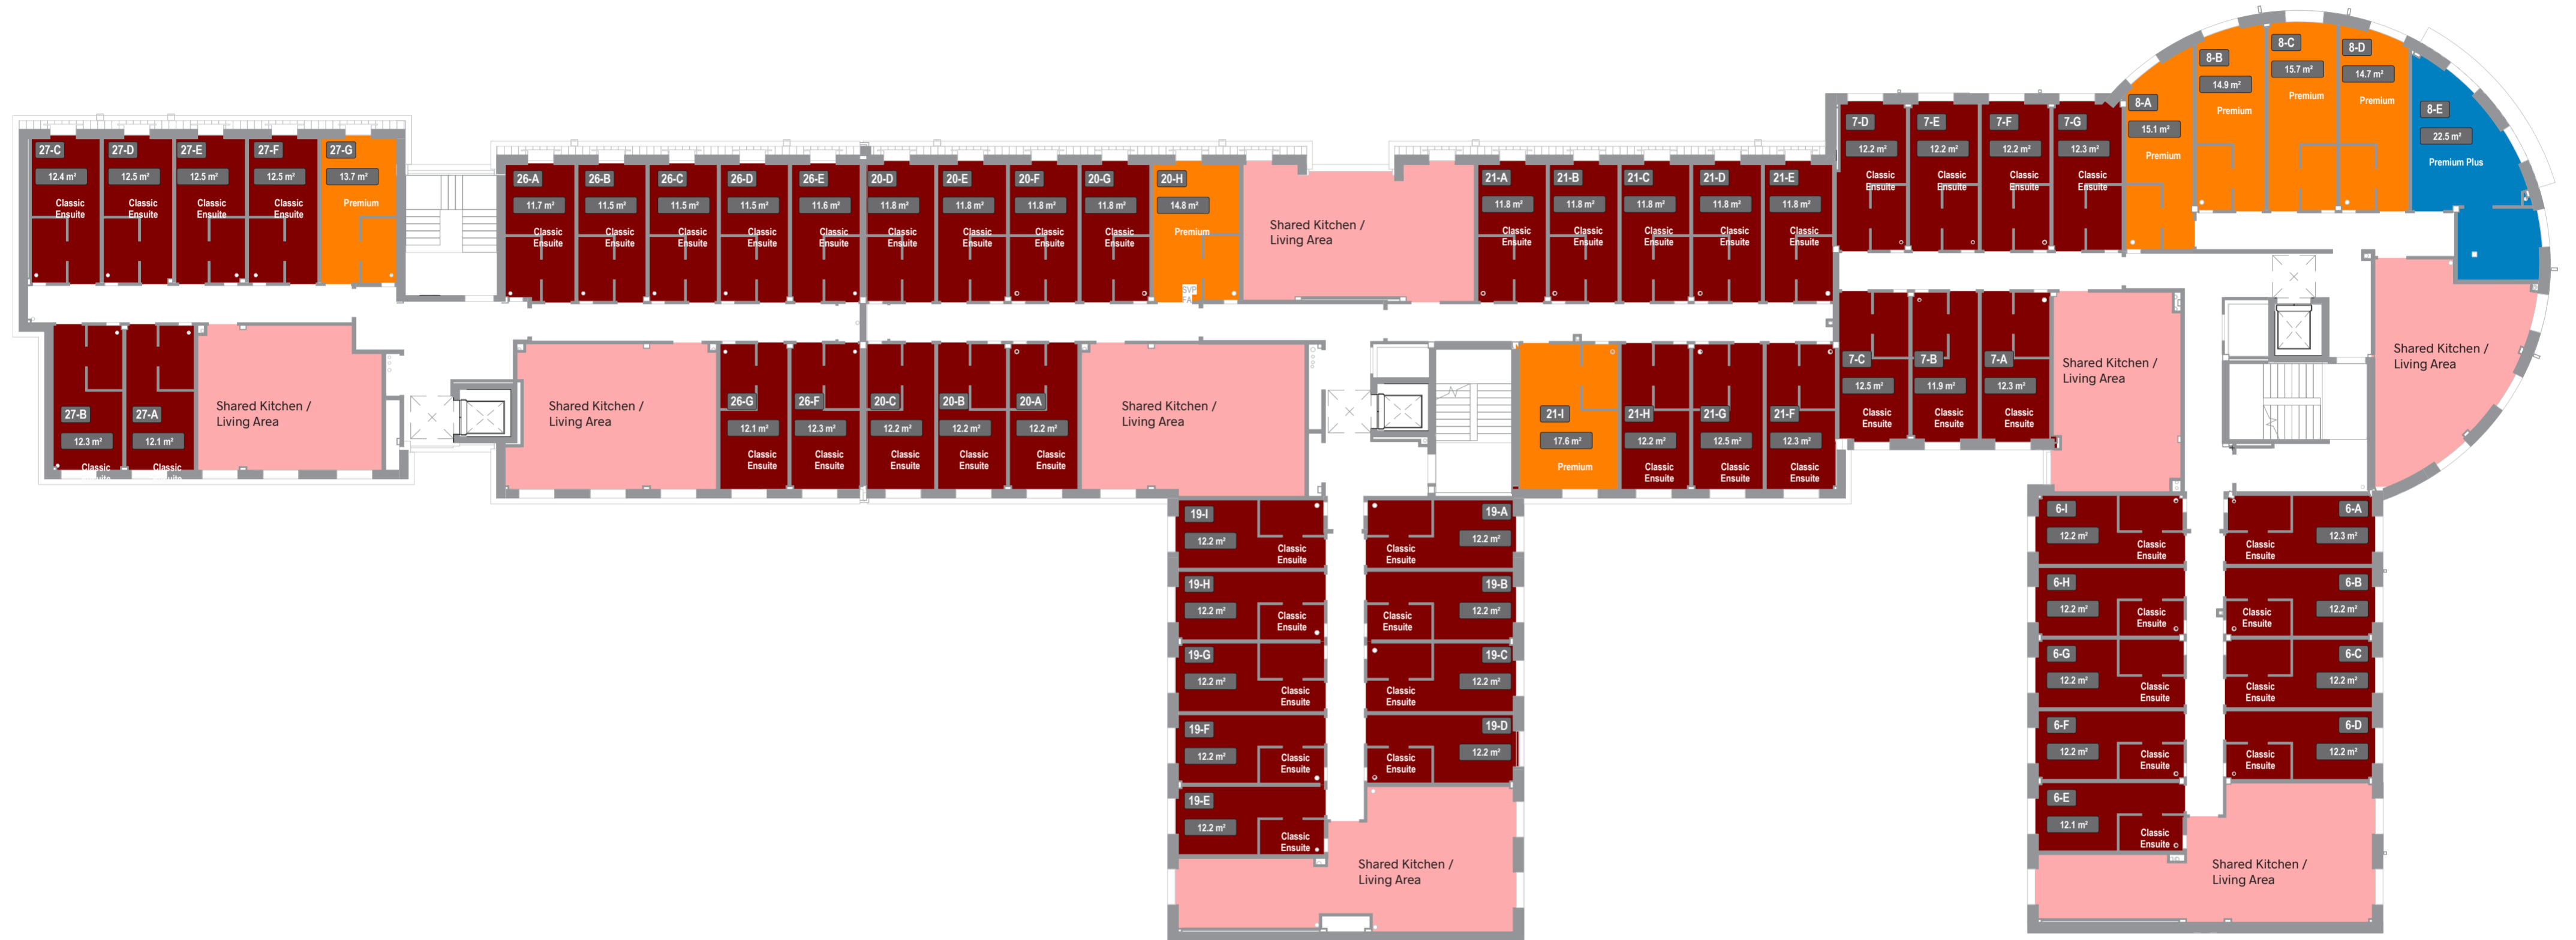 27-C
12.4 m²
Classic
Ensuite
27-D
12.5 m²
Classic
Ensuite
27-E
12.5 m²
Classic
Ensuite
27-F
12.5 m²
Classic
Ensuite
27-G
13.7 m²
Premium
26-A
11.7 m²
Classic
Ensuite
26-B
11.5 m²
Classic
Ensuite
26-C
11.5 m²
Classic
Ensuite
26-D
11.5 m²
Classic
Ensuite
26-E
11.6 m²
Classic
Ensuite
20-D
11.8 m²
Classic
Ensuite
20-E
11.8 m²
Classic
Ensuite
20-F
11.8 m²
Classic
Ensuite
20-G
11.8 m²
Classic
Ensuite
20-H
14.8 m²
Premium
SVP
FA
Shared Kitchen /
Living Area
21-A
11.8 m²
Classic
Ensuite
21-B
11.8 m²
Classic
Ensuite
21-C
11.8 m²
Classic
Ensuite
21-D
11.8 m²
Classic
Ensuite
21-E
11.8 m²
Classic
Ensuite
7-D
12.2 m²
Classic
Ensuite
7-E
12.2 m²
Classic
Ensuite
7-F
12.2 m²
Classic
Ensuite
7-G
12.3 m²
Classic
Ensuite
8-A
15.1 m²
Premium
8-B
14.9 m²
Premium
8-C
15.7 m²
Premium
8-D
14.7 m²
Premium
8-E
22.5 m²
Premium Plus
27-B
12.3 m²
Classic
27-A
12.1 m²
Classic
Shared Kitchen /
Living Area
Shared Kitchen /
Living Area
26-G
12.1 m²
Classic
Ensuite
26-F
12.3 m²
Classic
Ensuite
20-C
12.2 m²
Classic
Ensuite
20-B
12.2 m²
Classic
Ensuite
20-A
12.2 m²
Classic
Ensuite
Shared Kitchen /
Living Area
21-I
17.6 m²
Premium
21-H
12.2 m²
Classic
Ensuite
21-G
12.5 m²
Classic
Ensuite
21-F
12.3 m²
Classic
Ensuite
7-C
12.5 m²
Classic
Ensuite
7-B
11.9 m²
Classic
Ensuite
7-A
12.3 m²
Classic
Ensuite
Shared Kitchen /
Living Area
Shared Kitchen /
Living Area
19-I
12.2 m²
Classic
Ensuite
19-A
12.2 m²
Classic
Ensuite
19-H
12.2 m²
Classic
Ensuite
19-B
12.2 m²
Classic
Ensuite
19-G
12.2 m²
Classic
Ensuite
19-C
12.2 m²
Classic
Ensuite
19-F
12.2 m²
Classic
Ensuite
19-D
12.2 m²
Classic
Ensuite
19-E
12.2 m²
Classic
Ensuite
Shared Kitchen /
Living Area
6-I
12.2 m²
Classic
Ensuite
6-A
12.3 m²
Classic
Ensuite
6-H
12.2 m²
Classic
Ensuite
6-B
12.2 m²
Classic
Ensuite
6-G
12.2 m²
Classic
Ensuite
6-C
12.2 m²
Classic
Ensuite
6-F
12.2 m²
Classic
Ensuite
6-D
12.2 m²
Classic
Ensuite
6-E
12.1 m²
Classic
Ensuite
Shared Kitchen /
Living Area